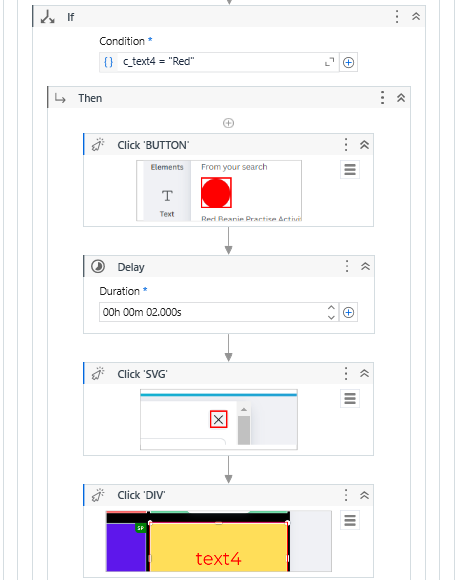 If
Condition *
{ } c_text4 = "Red"
Then
Click 'BUTTON'
Elements
From your search
T
Text
Red Beanie Practise Activi
Delay
Duration *
00h 00m 02.000s
Click 'SVG'
Click 'DIV'
SP
text4